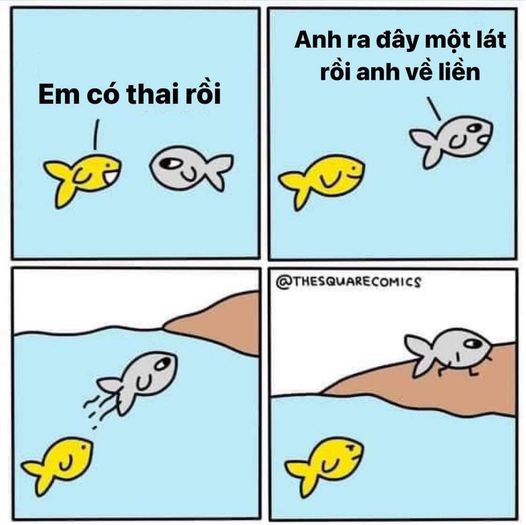 Em có thai rồi
Anh ra đây một lát
rồi anh về liền
@THESQUARECOMICS